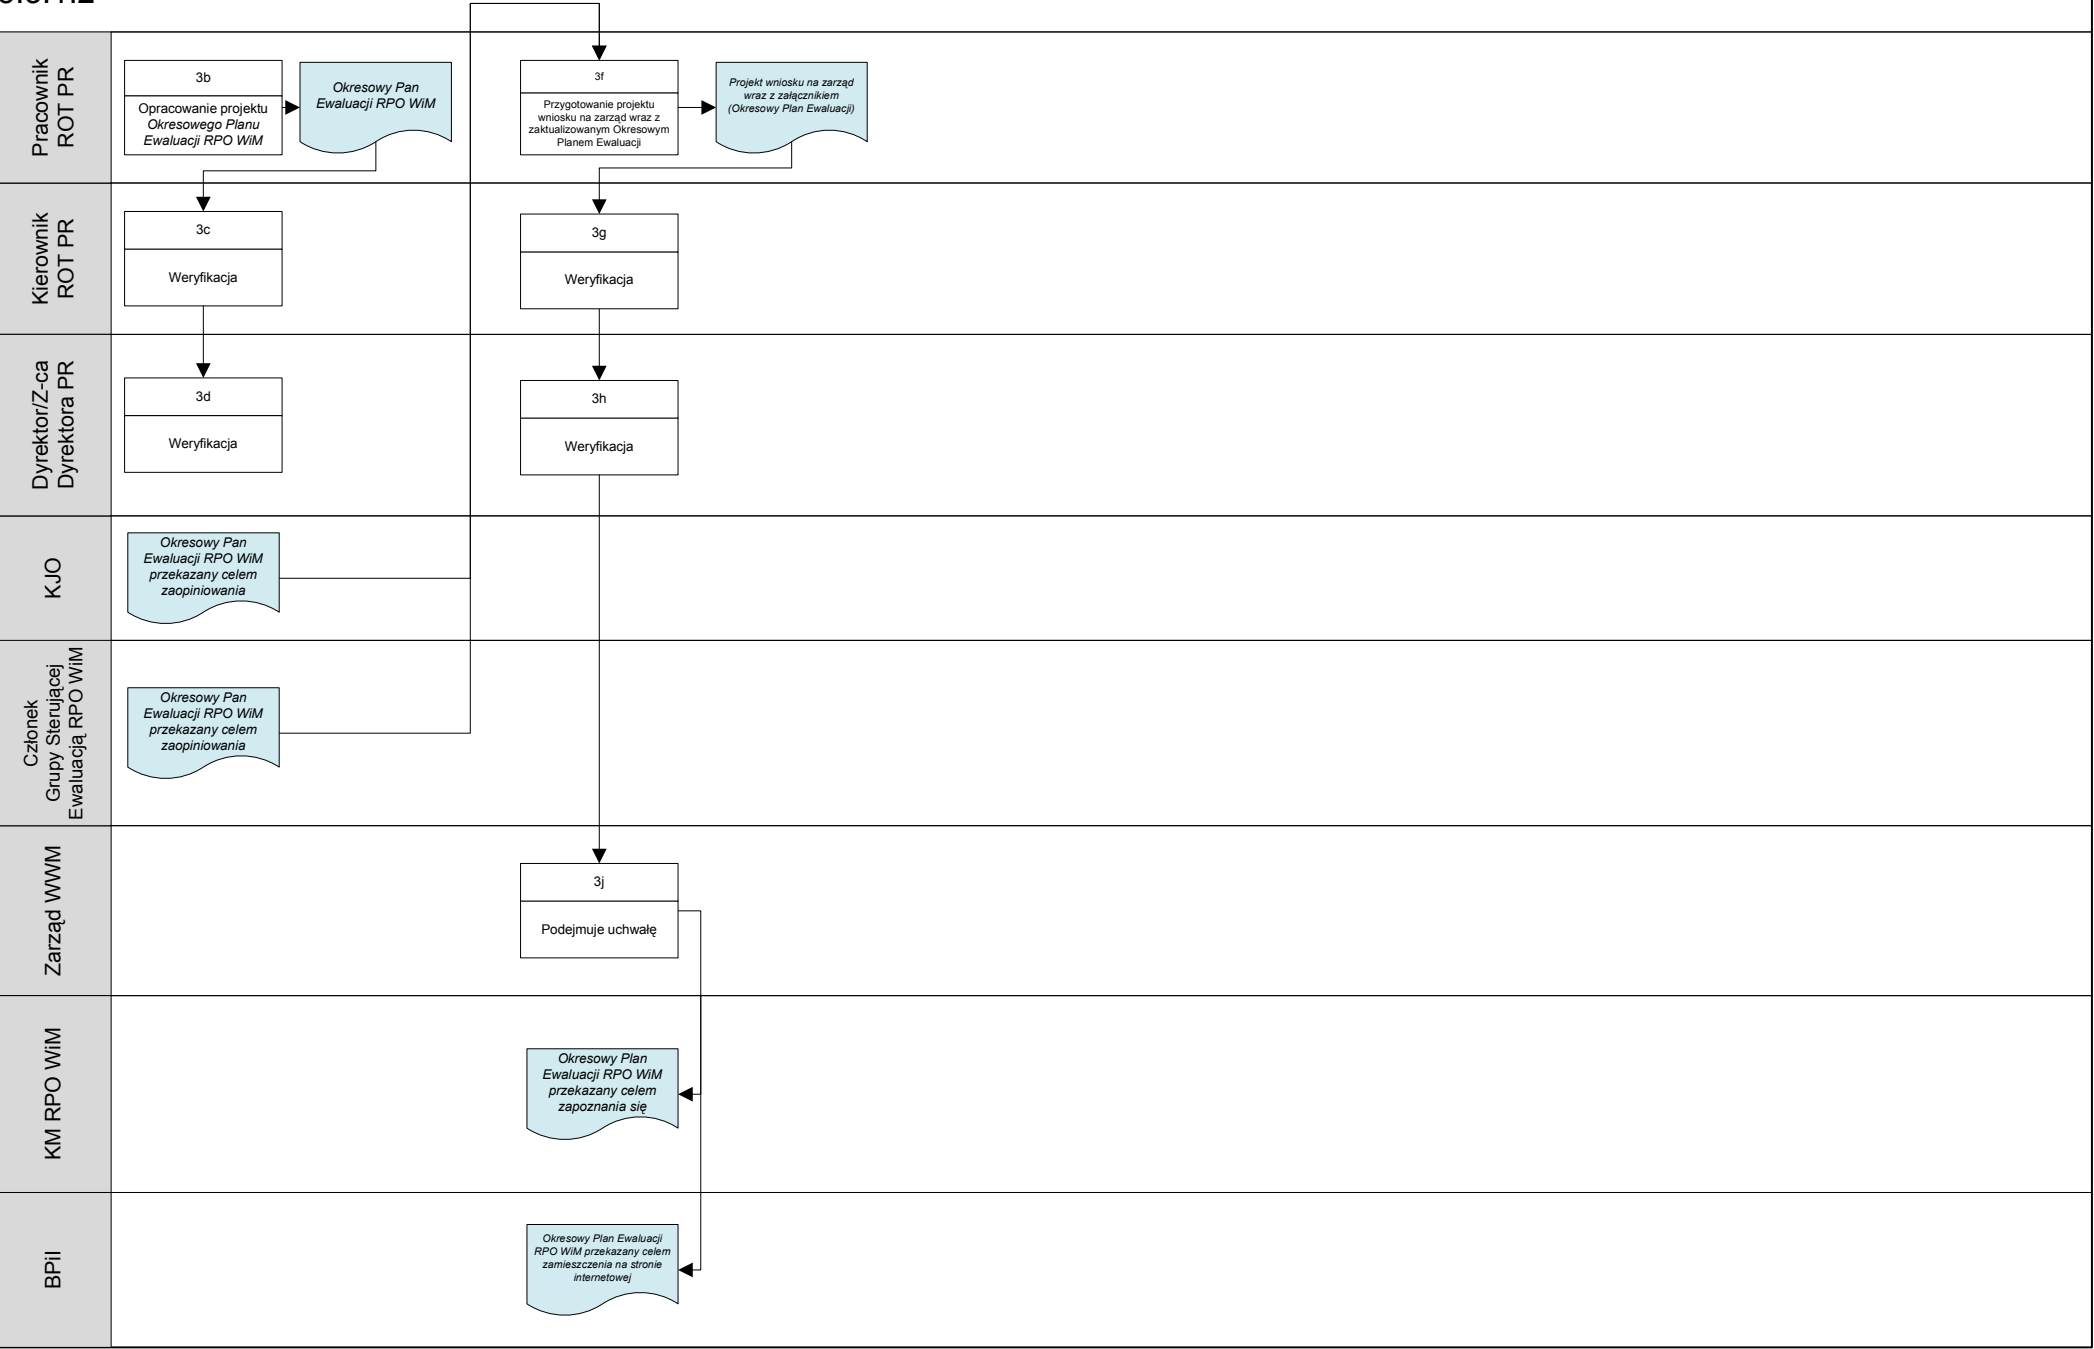 Pracownik
ROT PR
3b
Opracowanie projektu
Okresowego Planu
Ewaluacji RPO WiM
Okresowy Pan
Ewaluacji RPO WiM
3f
Przygotowanie projektu
wniosku na zarząd wraz z
zaktualizowanym Okresowym
Planem Ewaluacji
Projekt wniosku na zarząd
wraz z załącznikiem
(Okresowy Plan Ewaluacji)
Kierownik
ROT PR
3c
Weryfikacja
3g
Weryfikacja
Dyrektor/Z-ca
Dyrektora PR
3d
Weryfikacja
3h
Weryfikacja
KJO
Okresowy Pan
Ewaluacji RPO WiM
przekazany celem
zaopiniowania
Członek
Grupy Sterującej
Ewaluacją RPO WiM
Okresowy Pan
Ewaluacji RPO WiM
przekazany celem
zaopiniowania
Zarząd WWM
3j
Podejmuje uchwałę
KM RPO WiM
Okresowy Plan
Ewaluacji RPO WiM
przekazany celem
zapoznania się
BPiI
Okresowy Plan Ewaluacji
RPO WiM przekazany celem
zamieszczenia na stronie
internetowej